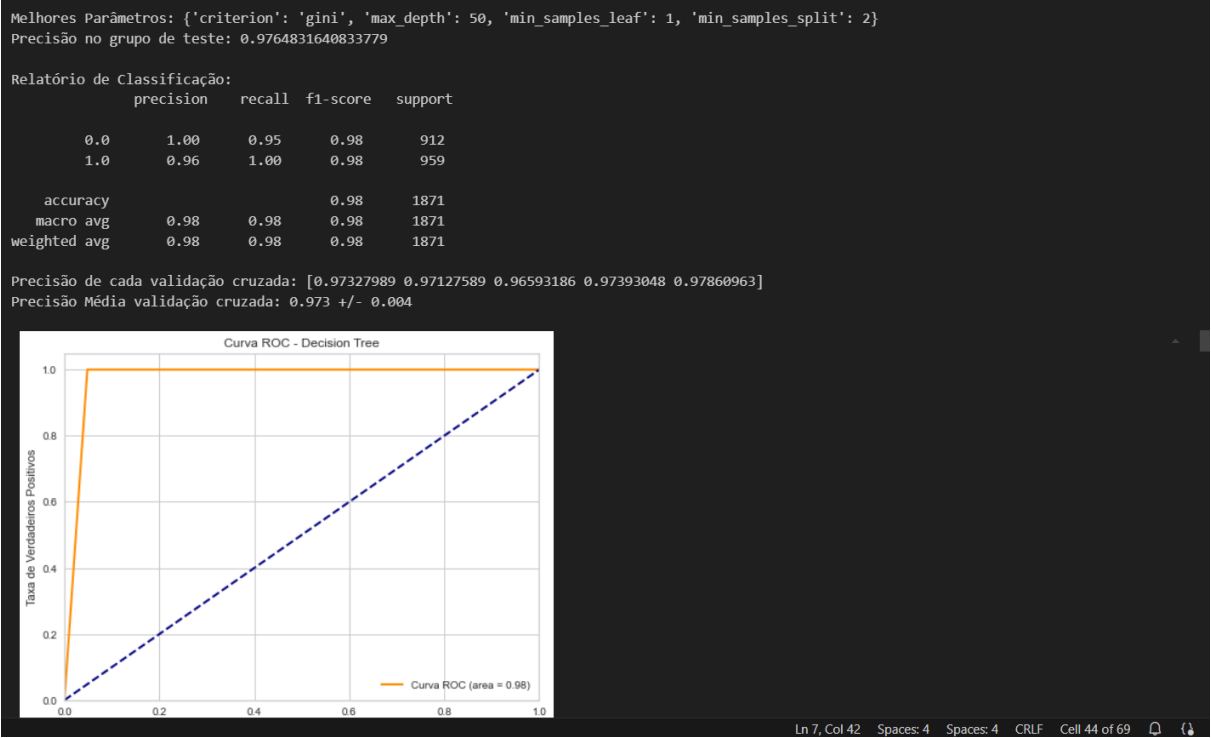 Melhores Parâmetros: {'criterion': 'gini', 'max_depth': 50, 'min_samples_leaf': 1, 'min_samples_split': 2}
Precisão no grupo de teste: 0.9764831640833779
Relatório de Classificação:
precision recall f1-score support
0.0 1.00 0.95 0.98 912
1.0 0.96 1.00 0.98 959
accuracy 0.98 1871
macro avg 0.98 0.98 0.98 1871
weighted avg 0.98 0.98 0.98 1871
Precisão de cada validação cruzada: [0.97327989 0.97127589 0.96593186 0.97393048 0.97860963]
Precisão Média validação cruzada: 0.973 +/- 0.004
Curva ROC - Decision Tree
Taxa de Verdadeiros Positivos
1.0
0.8
0.6
0.4
0.2
0.0
Curva ROC (area = 0.98)
0.0 0.2 0.4 0.6 0.8 1.0
Ln 7, Col 42 Spaces: 4 Spaces: 4 CRLF Cell 44 of 69